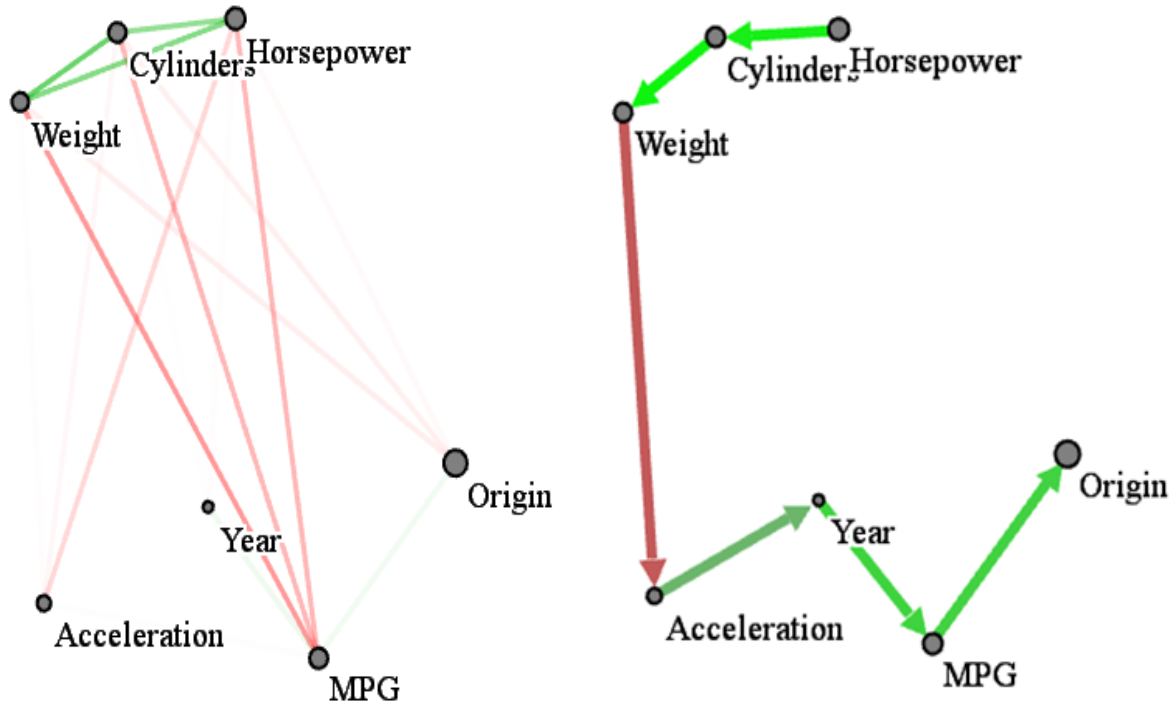 Cylinders
Horsepower
Weight
Origin
Year
Acceleration
MPG
Cylinders
Horsepower
Weight
Origin
Year
Acceleration
MPG